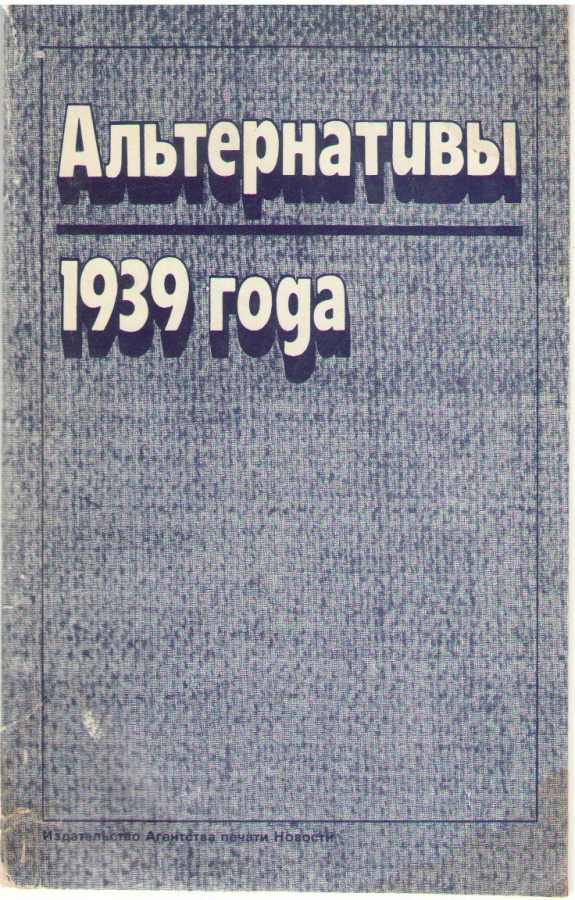 Альтернативы
1939 года
Издательство Агентства печати Новости